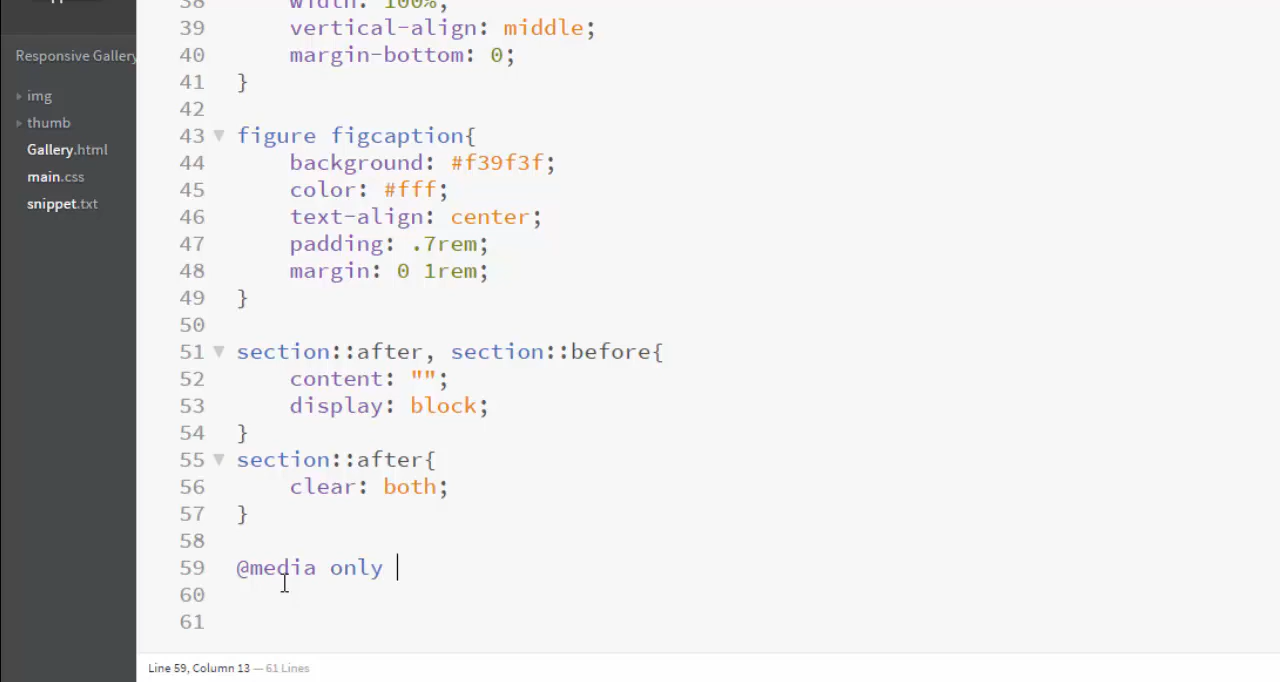 Responsive Gallery
img
thumb
Gallery.html
main.css
snippet.txt
38 width: 100%;
39 vertical-align: middle;
40 margin-bottom: 0;
41 }
42
43 figure figcaption{
44 background: #f39f3f;
45 color: #fff;
46 text-align: center;
47 padding: .7rem;
48 margin: 0 1rem;
49 }
50
51 section::after, section::before{
52 content: "";
53 display: block;
54 }
55 section::after{
56 clear: both;
57 }
58
59 @media only
60
61
Line 59, Column 13 — 61 Lines